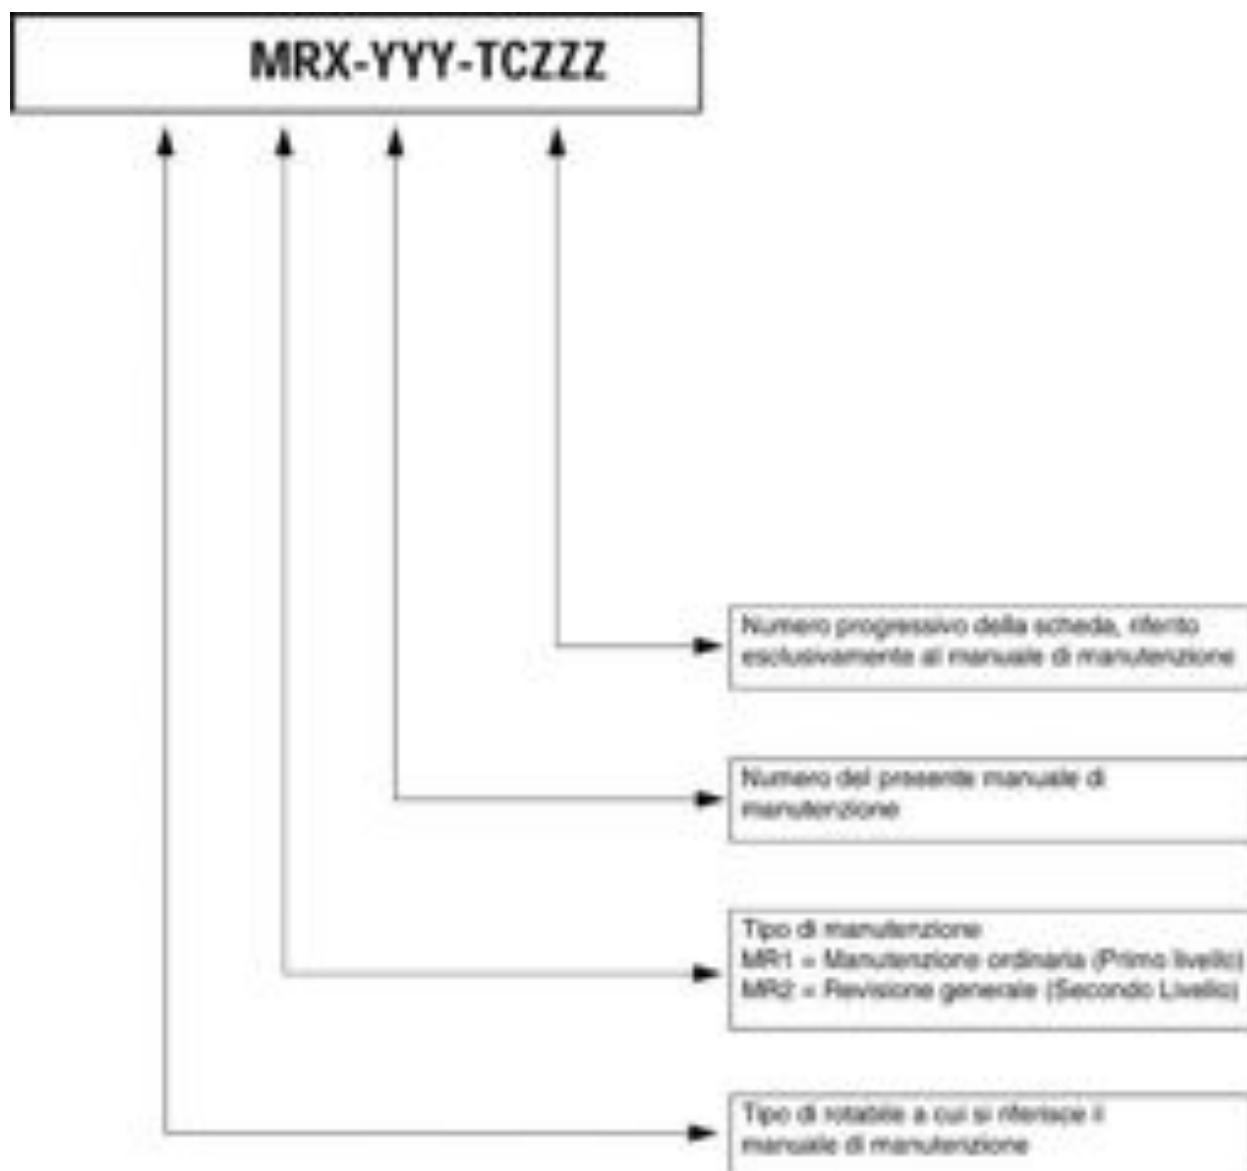 MRX-YYY-TCZZZ
Numero progressivo della scheda, riferito
esclusivamente al manuale di manutenzione
Numero del presente manuale di
manutenzione
Tipo di manutenzione
MR1 = Manutenzione ordinaria (Primo livello)
MR2 = Revisione generale (Secondo Livello)
Tipo di rotabile a cui si riferisce il
manuale di manutenzione